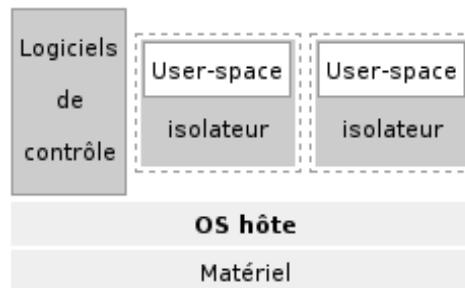 Logiciels
de
contrôle
User-space
isolateur
User-space
isolateur
OS hôte
Matériel